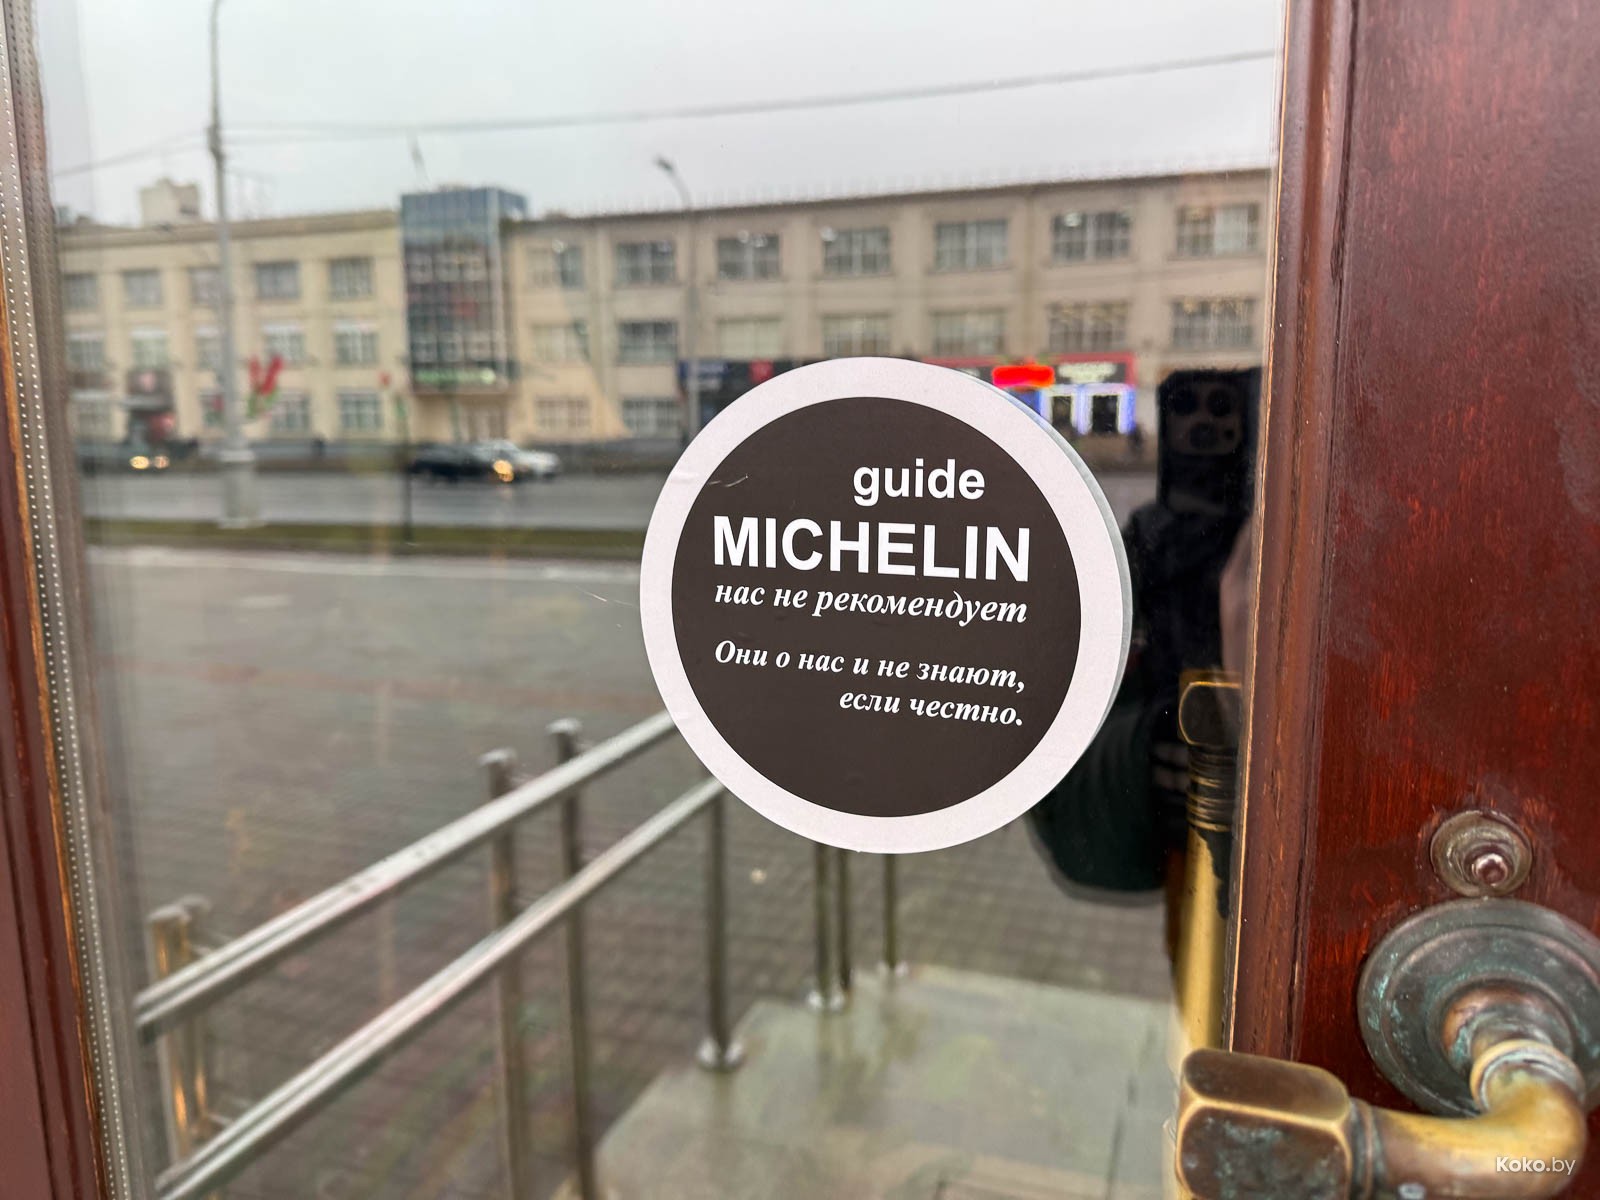 guide
MICHELIN
нас не рекомендует
Они о нас и не знают,
если честно.
Koko.by